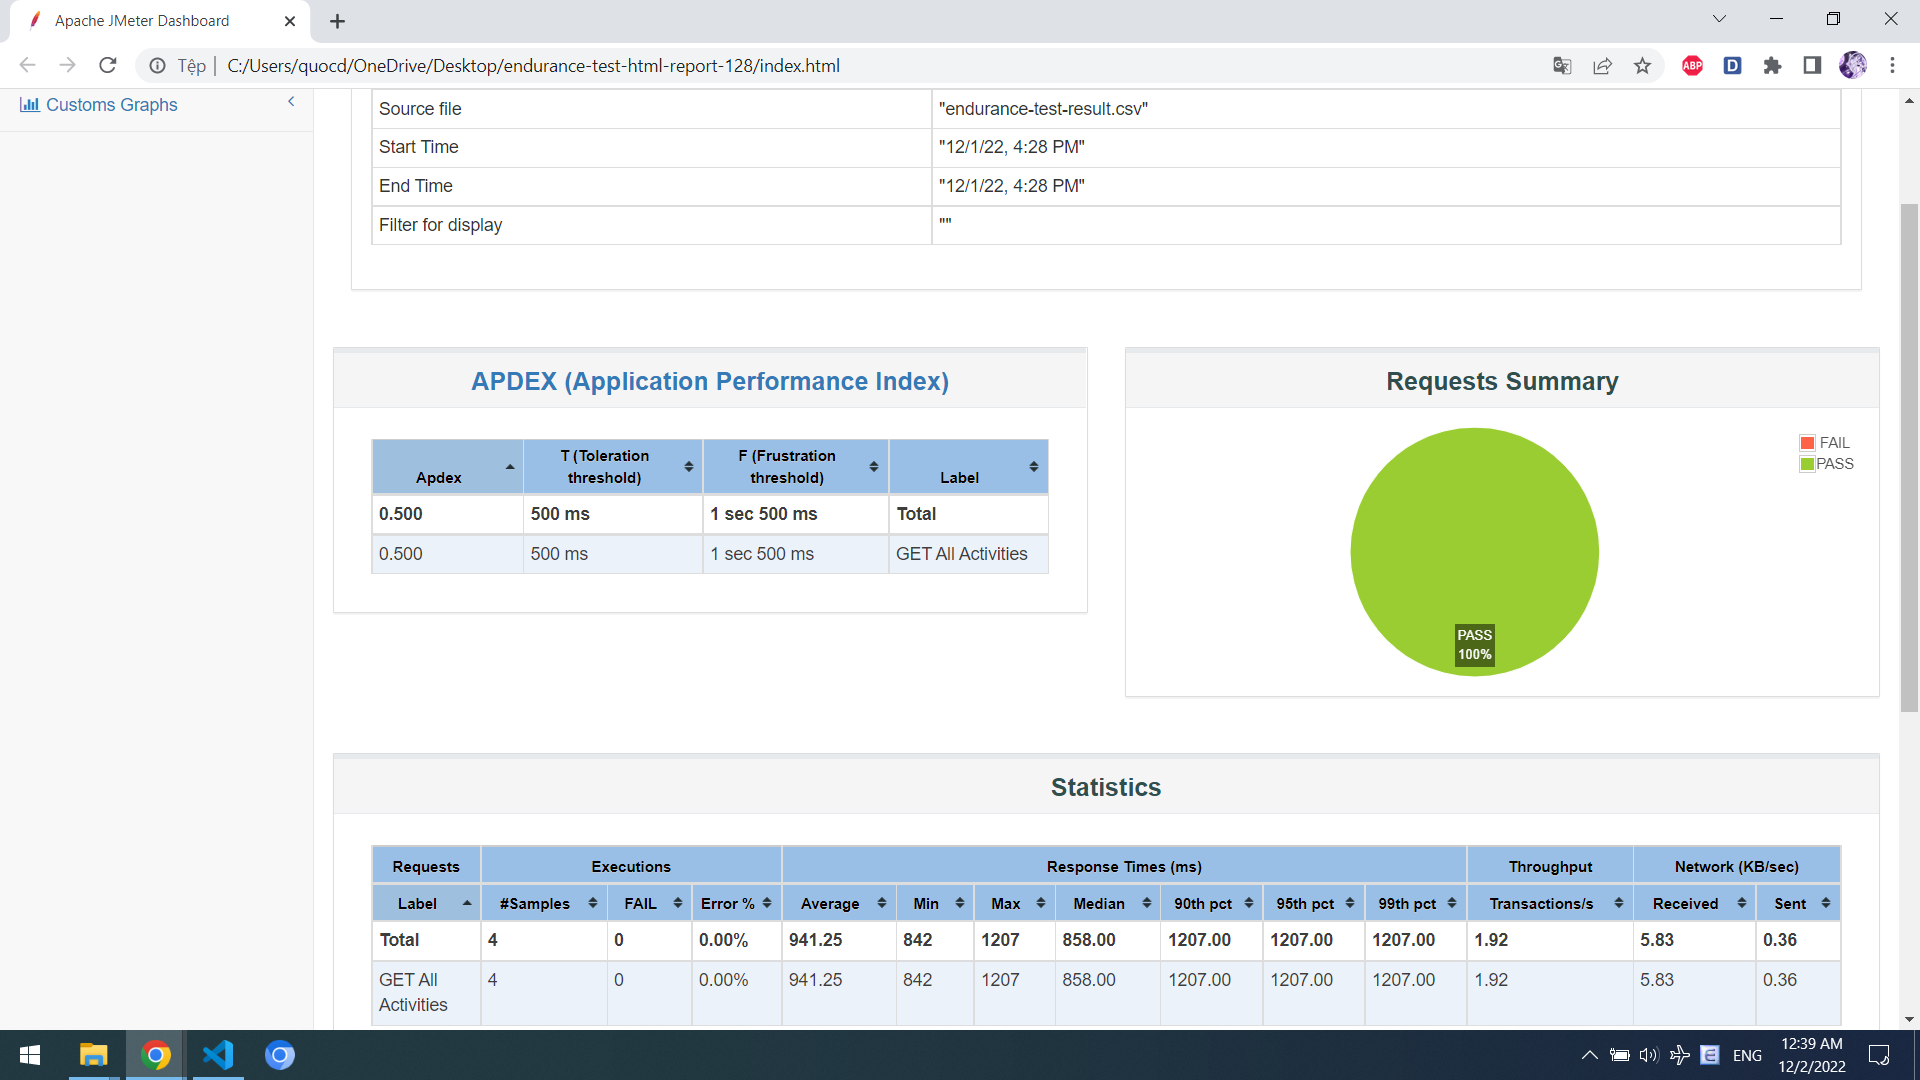 Apache JMeter Dashboard
Tệp
C:/Users/quocd/OneDrive/Desktop/endurance-test-html-report-128/index.html
ABP
D
Customs Graphs
Source file "endurance-test-result.csv"
Start Time "12/1/22, 4:28 PM"
End Time "12/1/22, 4:28 PM"
Filter for display ""
APDEX (Application Performance Index)
Apdex T (Toleration threshold) F (Frustration threshold) Label
0.500 500 ms 1 sec 500 ms Total
0.500 500 ms 1 sec 500 ms GET All Activities
Requests Summary
FAIL
PASS
PASS
100%
Statistics
Requests Executions Response Times (ms) Throughput Network (KB/sec)
Label #Samples FAIL Error % Average Min Max Median 90th pct 95th pct 99th pct Transactions/s Received Sent
Total 4 0 0.00% 941.25 842 1207 858.00 1207.00 1207.00 1207.00 1.92 5.83 0.36
GET All Activities 4 0 0.00% 941.25 842 1207 858.00 1207.00 1207.00 1207.00 1.92 5.83 0.36
E
ENG
12:39 AM
12/2/2022